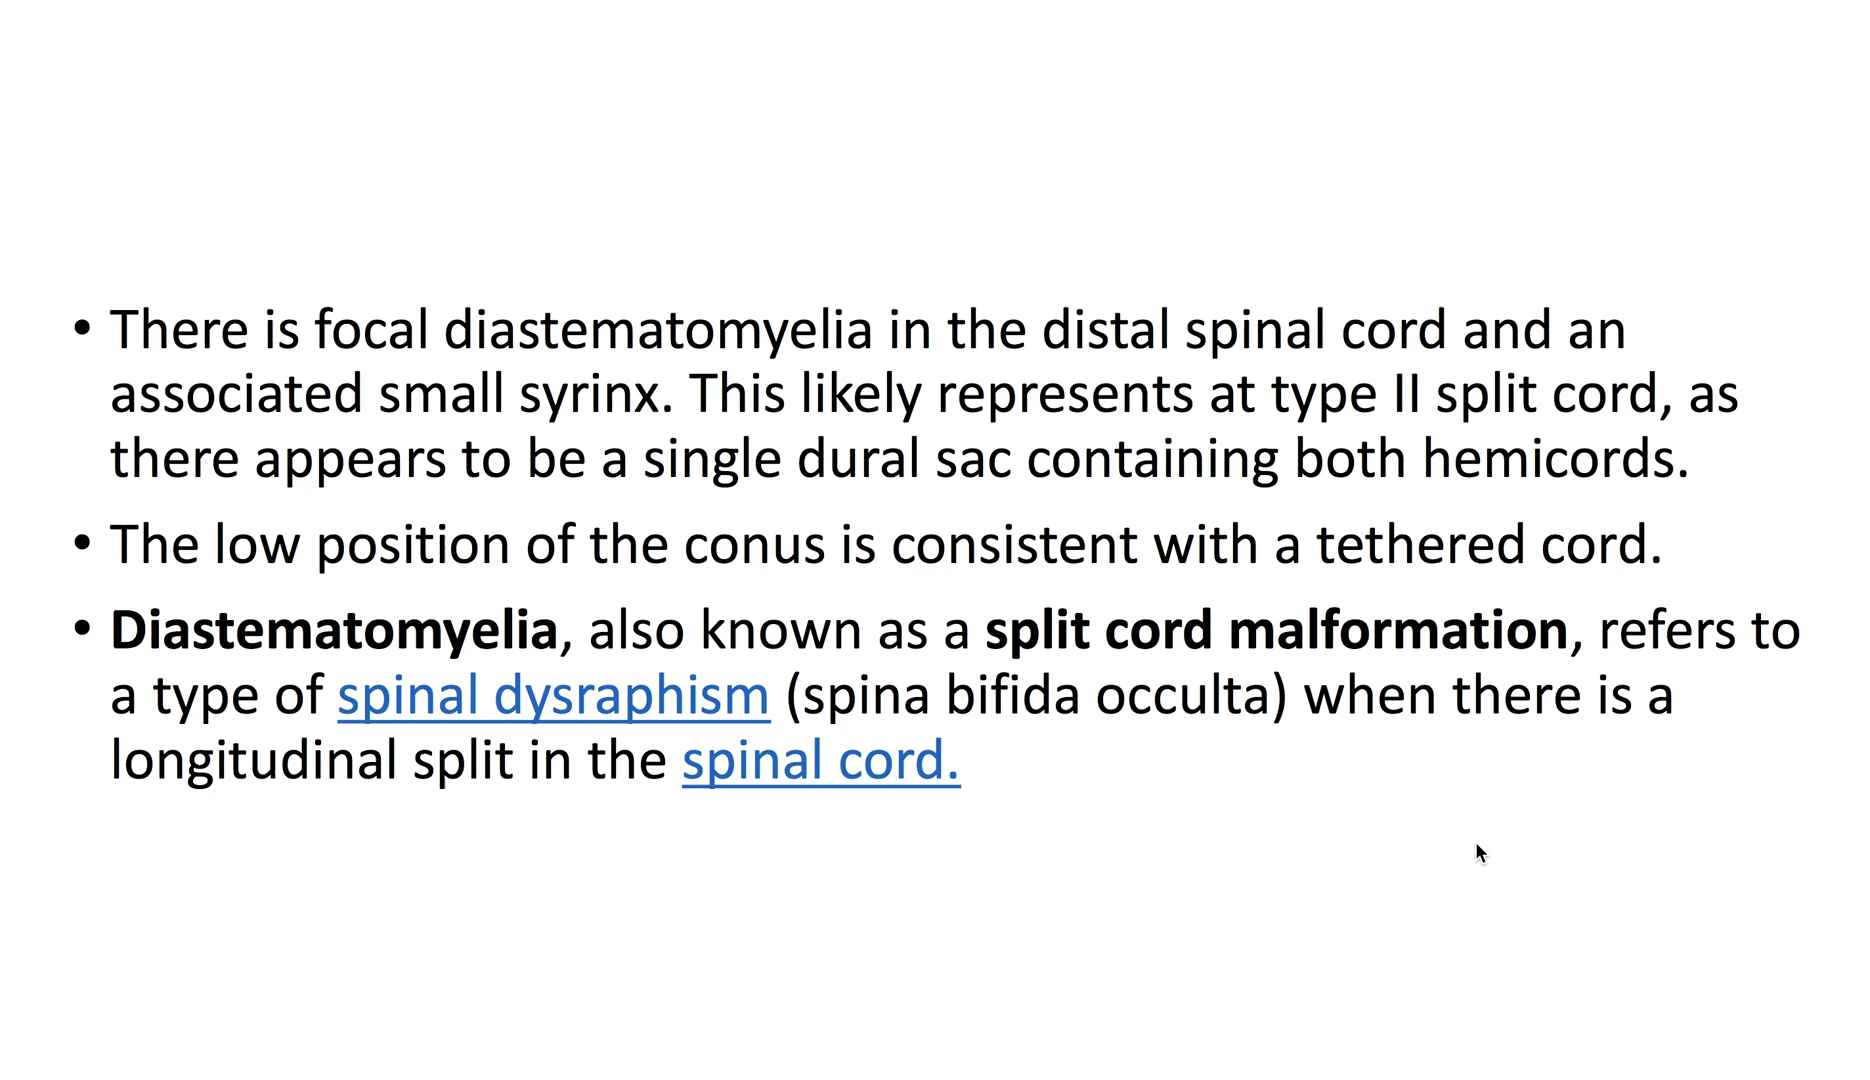 • There is focal diastematomyelia in the distal spinal cord and an
associated small syrinx. This likely represents at type II split cord, as
there appears to be a single dural sac containing both hemicords.
• The low position of the conus is consistent with a tethered cord.
• Diastematomyelia, also known as a split cord malformation, refers to
a type of spinal dysraphism (spina bifida occulta) when there is a
longitudinal split in the spinal cord.